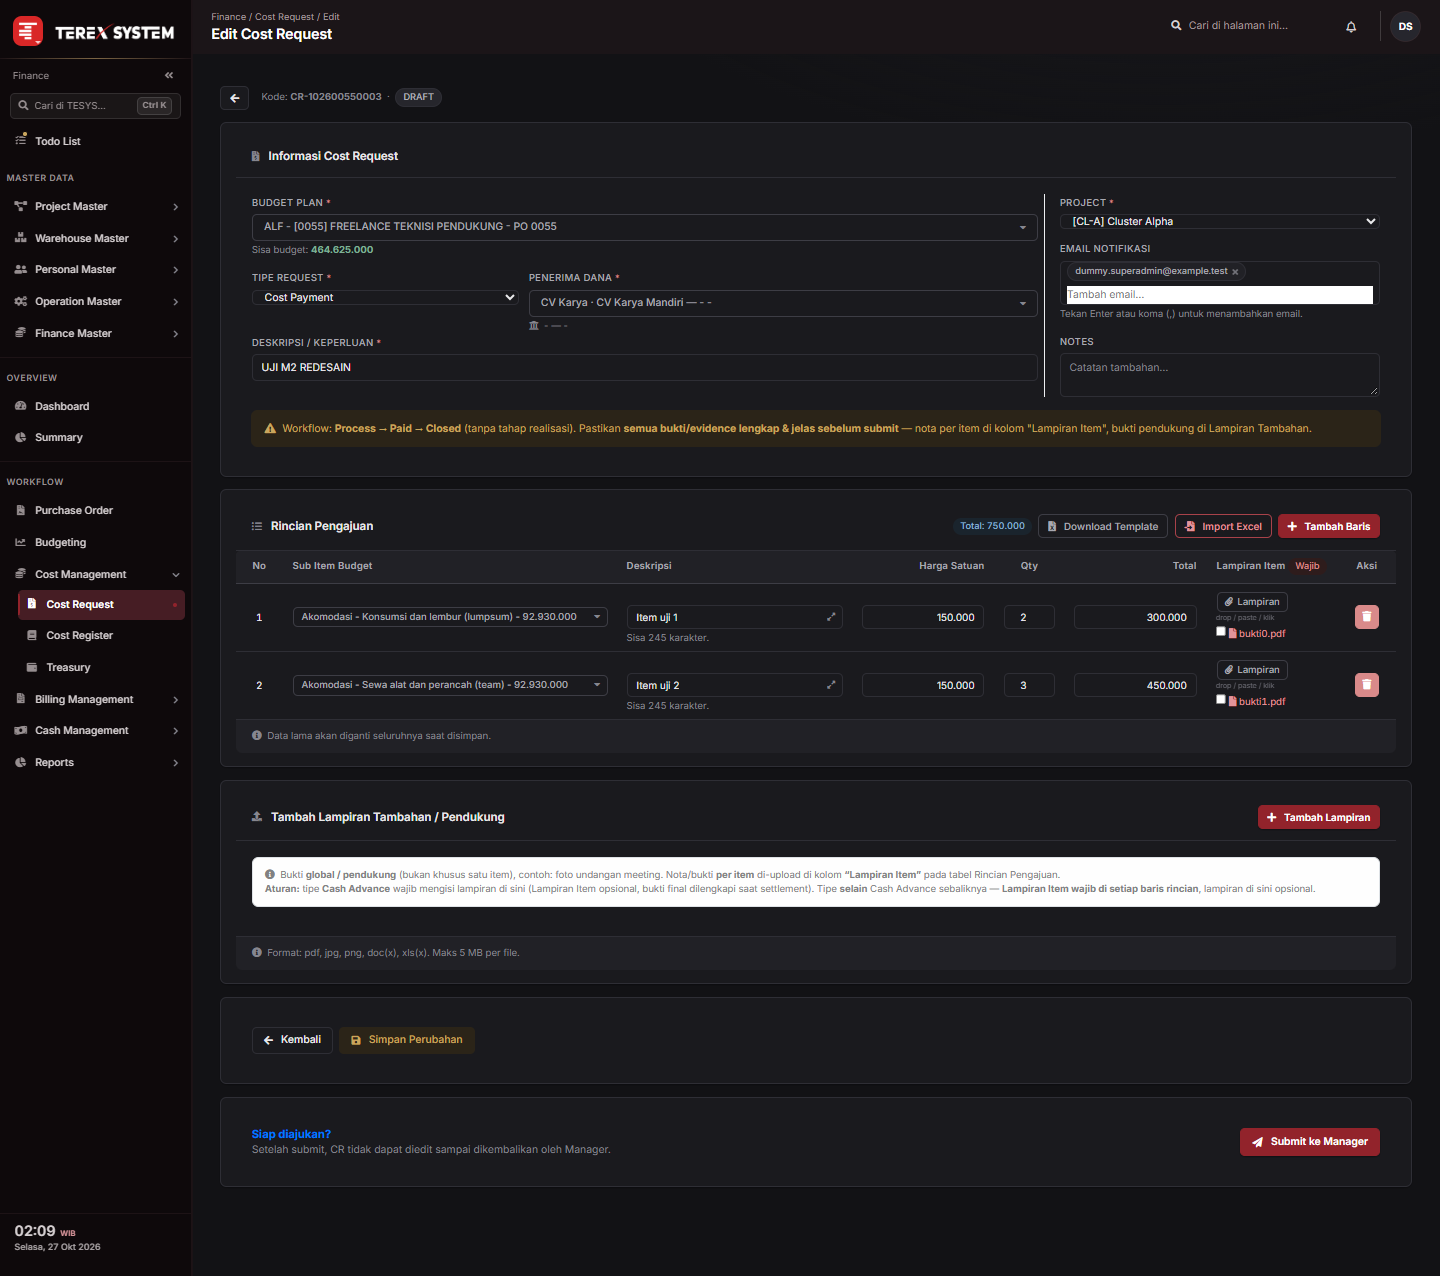 TEREX SYSTEM
Finance
Cari di TESYS...
Ctrl K
Todo List
MASTER DATA
Project Master
Warehouse Master
Personal Master
Operation Master
Finance Master
OVERVIEW
Dashboard
Summary
WORKFLOW
Purchase Order
Budgeting
Cost Management
Cost Request
Cost Register
Treasury
Billing Management
Cash Management
Reports
02:09 WIB
Selasa, 27 Okt 2026
Finance / Cost Request / Edit
Edit Cost Request
Cari di halaman ini...
DS
Kode: CR-102600550003 · DRAFT
Informasi Cost Request
BUDGET PLAN *
ALF - [0055] FREELANCE TEKNISI PENDUKUNG - PO 0055
Sisa budget: 464.625.000
TIPE REQUEST *
Cost Payment
PENERIMA DANA *
CV Karya · CV Karya Mandiri — - -
- — -
DESKRIPSI / KEPERLUAN *
UJI M2 REDESAIN
PROJECT *
[CL-A] Cluster Alpha
EMAIL NOTIFIKASI
dummy.superadmin@example.test ×
Tambah email...
Tekan Enter atau koma (,) untuk menambahkan email.
NOTES
Catatan tambahan...
Workflow: Process → Paid → Closed (tanpa tahap realisasi). Pastikan semua bukti/evidence lengkap & jelas sebelum submit — nota per item di kolom "Lampiran Item", bukti pendukung di Lampiran Tambahan.
Rincian Pengajuan
Total: 750.000
Download Template
Import Excel
Tambah Baris
No Sub Item Budget Deskripsi Harga Satuan Qty Total Lampiran Item Wajib Aksi
1 Akomodasi - Konsumsi dan lembur (lumpsum) - 92.930.000 Item uji 1 150.000 2 300.000 Lampiran
drop / paste / klik
Sisa 245 karakter. bukti0.pdf
2 Akomodasi - Sewa alat dan perancah (team) - 92.930.000 Item uji 2 150.000 3 450.000 Lampiran
drop / paste / klik
Sisa 245 karakter. bukti1.pdf
Data lama akan diganti seluruhnya saat disimpan.
Tambah Lampiran Tambahan / Pendukung
Tambah Lampiran
Bukti global / pendukung (bukan khusus satu item), contoh: foto undangan meeting. Nota/bukti per item di-upload di kolom “Lampiran Item” pada tabel Rincian Pengajuan.
Aturan: tipe Cash Advance wajib mengisi lampiran di sini (Lampiran Item opsional, bukti final dilengkapi saat settlement). Tipe selain Cash Advance sebaliknya — Lampiran Item wajib di setiap baris rincian, lampiran di sini opsional.
Format: pdf, jpg, png, doc(x), xls(x). Maks 5 MB per file.
Kembali
Simpan Perubahan
Siap diajukan?
Setelah submit, CR tidak dapat diedit sampai dikembalikan oleh Manager.
Submit ke Manager